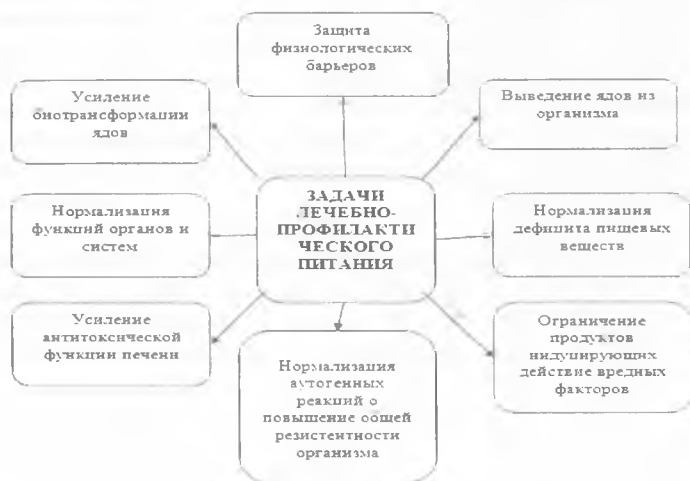 Защита
физиологических
барьеров
Усиление
биотрансформации
ядов
Выведение ядов из
организма
ЗАДАЧИ
ЛЕЧЕБНО-
ПРОФИЛАКТИ
ЧЕСКОГО
ПИТАНИЯ
Нормализация
функций органов и
систем
Нормализация
дефицита пищевых
веществ
Усиление
антитоксической
функции печени
Нормализация
аутогенных
реакций о
повышение общей
резистентности
организма
Ограничение
продуктов
индуцирующих
действие вредных
факторов